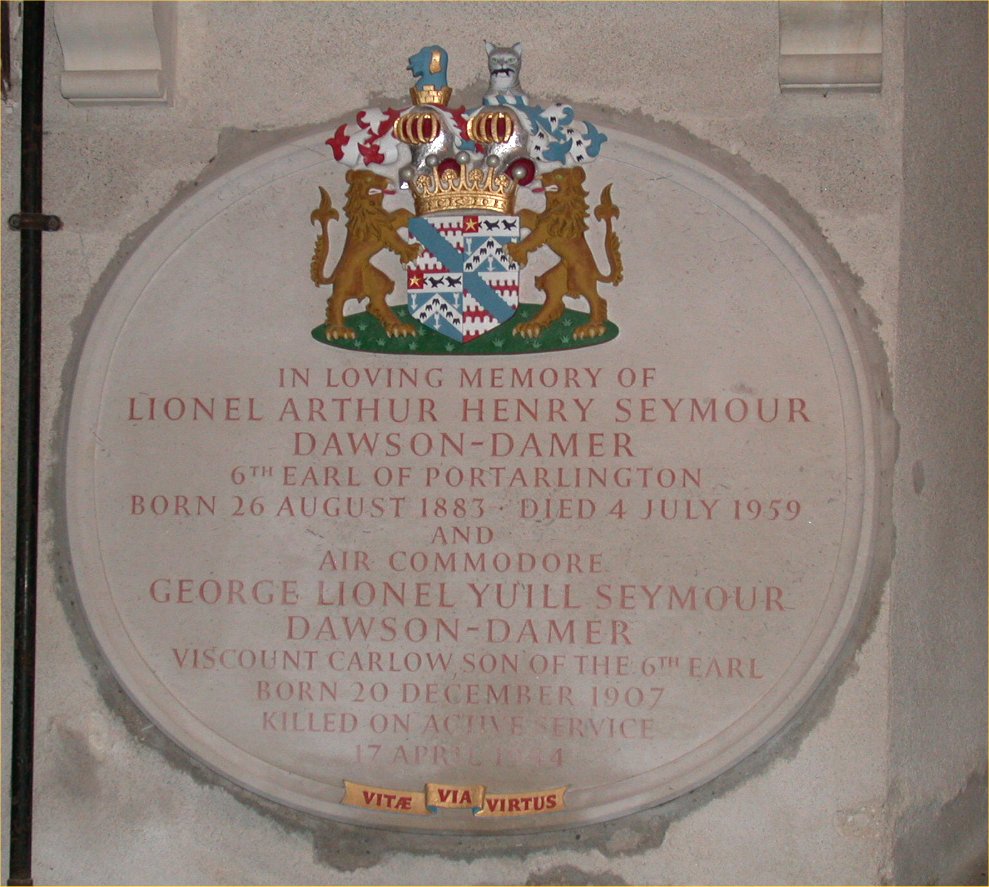 IN LOVING MEMORY OF
LIONEL ARTHUR HENRY SEYMOUR
DAWSON-DAMER
6TH EARL OF PORTARLINGTON
BORN 26 AUGUST 1883 · DIED 4 JULY 1959
AND
AIR COMMODORE
GEORGE LIONEL YUILL SEYMOUR
DAWSON-DAMER
VISCOUNT CARLOW SON OF THE 6TH EARL
BORN 20 DECEMBER 1907
KILLED ON ACTIVE SERVICE
17 APRIL 1944
VITÆ VIA VIRTUS